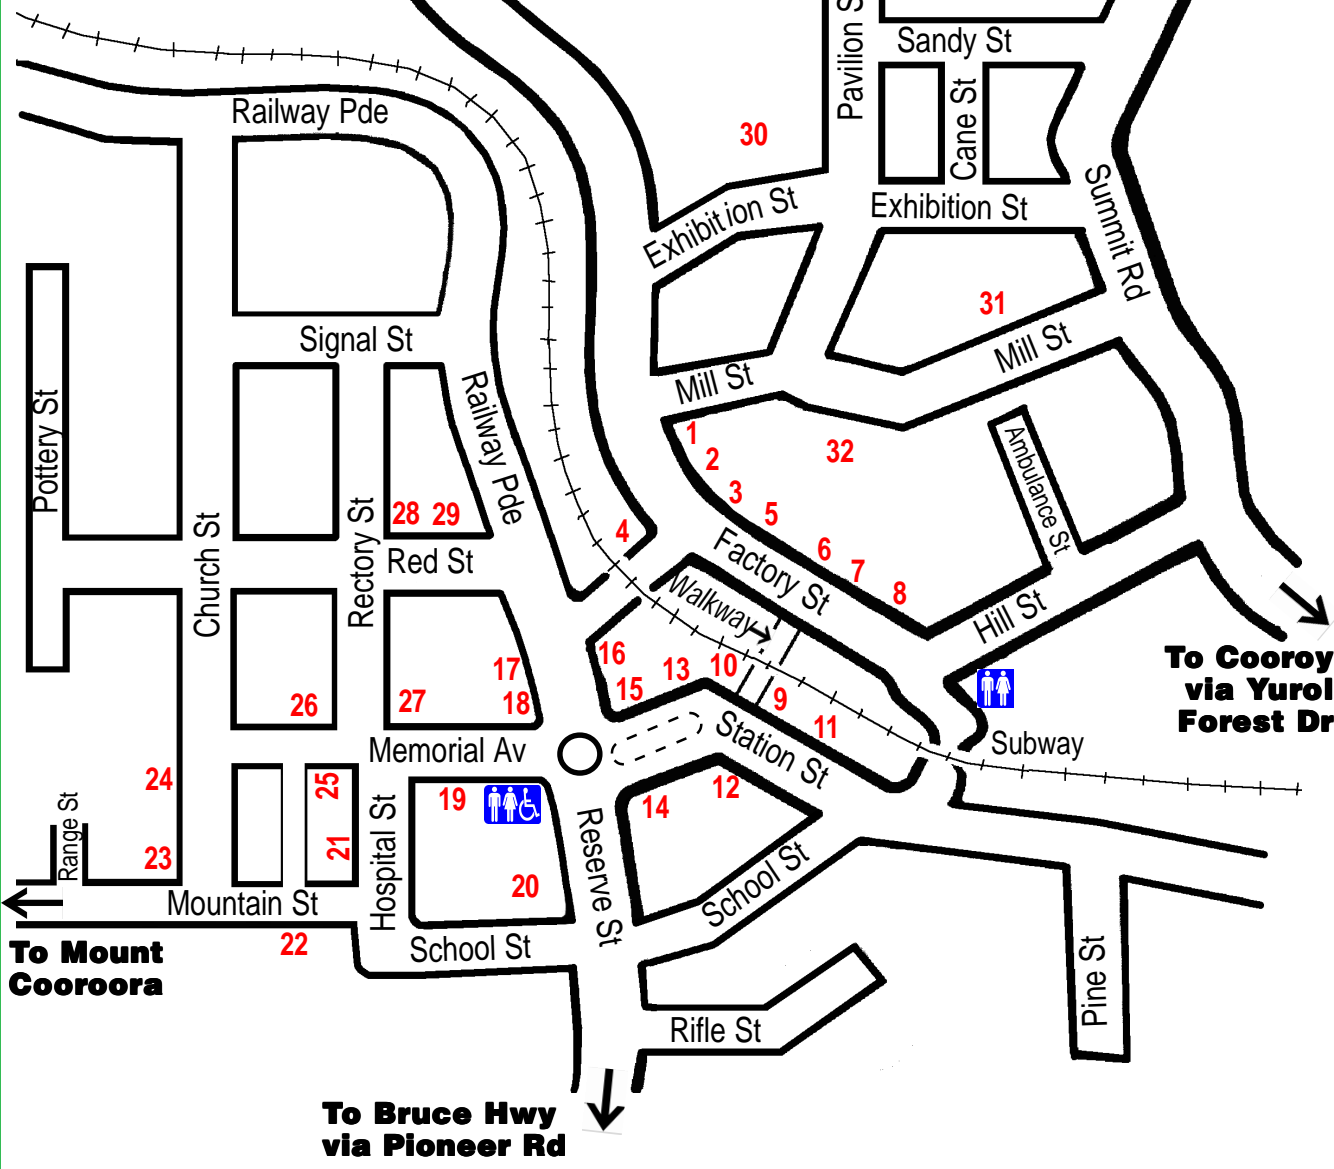 Pavilion S
Sandy St
Cane St
Railway Pde
30
Exhibition St
Exhibition St
Summit Rd
31
Signal St
Mill St
Mill St
Railway Pde
Pottery St
1
2
32
3
5
4
Ambulance St
28 29
Rectory St
Church St
Red St
Factory St
6
7
8
Walkway
Hill St
16
13
10
17
15
9
18
27
26
11
To Cooroy
via Yurol
Forest Dr
Station St
Subway
Memorial Av
24
25
19
12
14
Range St
21
23
Hospital St
Reserve St
School St
20
Mountain St
22
School St
To Mount
Cooroora
Pine St
Rifle St
To Bruce Hwy
via Pioneer Rd